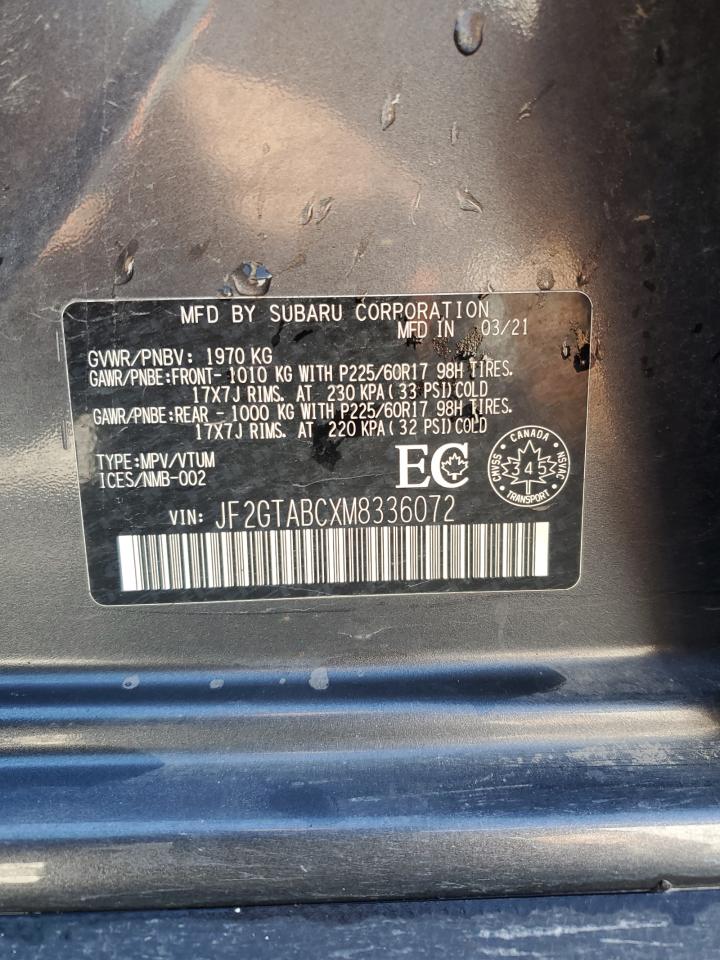 MFD BY SUBARU CORPORATION
MFD IN 03/21
GVWR/PNBV: 1970 KG
GAWR/PNBE:FRONT- 1010 KG WITH P225/60R17 98H TIRES.
17X7J RIMS. AT 230 KPA(33 PSI)COLD
GAWR/PNBE:REAR - 1000 KG WITH P225/60R17 98H TIRES.
17X7J RIMS. AT 220 KPA(32 PSI)COLD
TYPE:MPV/VTUM
ICES/NMB-002
EC
CANADA
CMVSS 345 NSVAC
TRANSPORT
VIN: JF2GTABCXM8336072